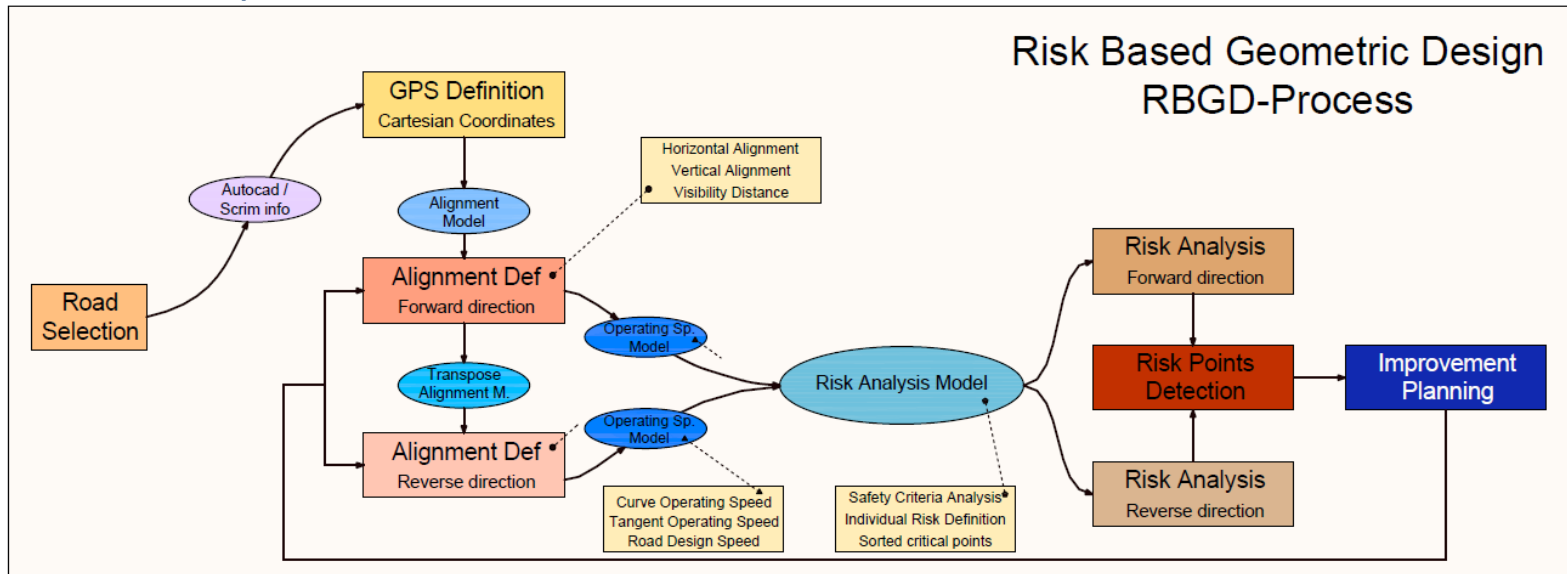 Risk Based Geometric Design
RBGD-Process
GPS Definition
Cartesian Coordinates
Horizontal Alignment
Vertical Alignment
Visibility Distance
Autocad /
Scrim info
Alignment
Model
Road
Selection
Alignment Def
Forward direction
Operating Sp.
Model
Transpose
Alignment M.
Alignment Def
Reverse direction
Operating Sp.
Model
Curve Operating Speed
Tangent Operating Speed
Road Design Speed
Risk Analysis Model
Safety Criteria Analysis
Individual Risk Definition
Sorted critical points
Risk Analysis
Forward direction
Risk Points
Detection
Improvement
Planning
Risk Analysis
Reverse direction